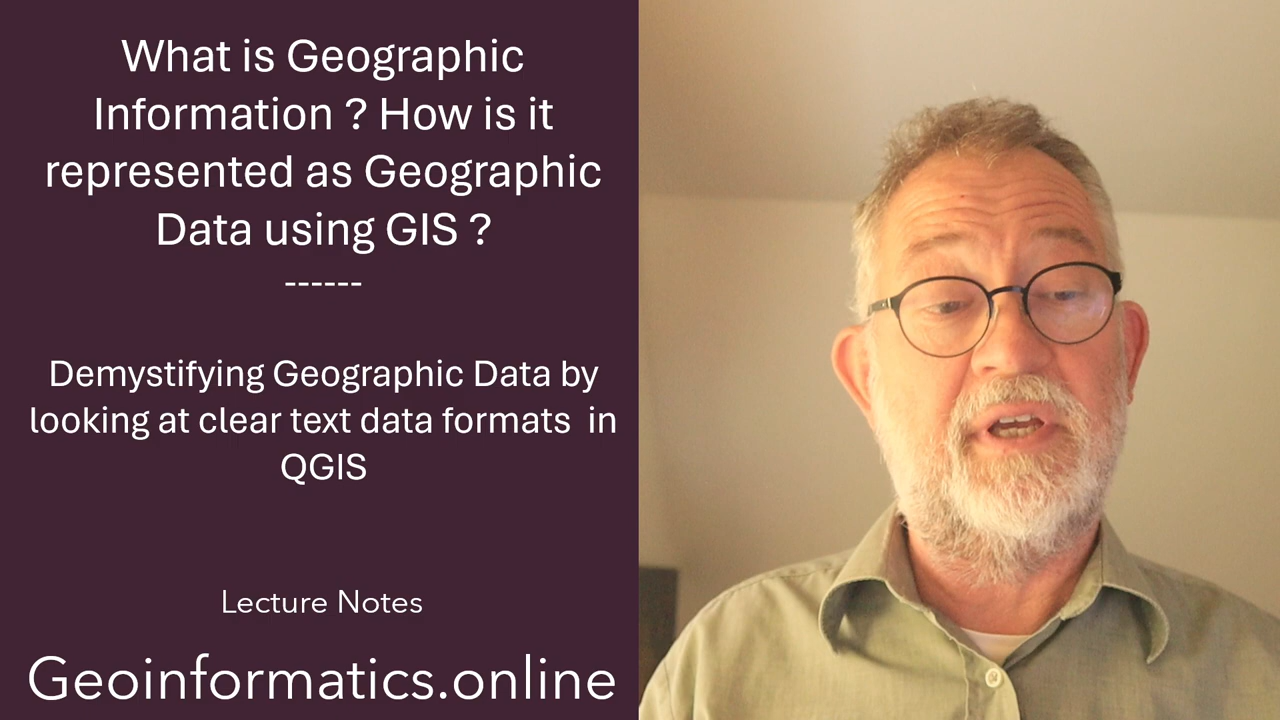 What is Geographic
Information ? How is it
represented as Geographic
Data using GIS ?
------
Demystifying Geographic Data by
looking at clear text data formats  in
QGIS
Lecture Notes
Geoinformatics.online